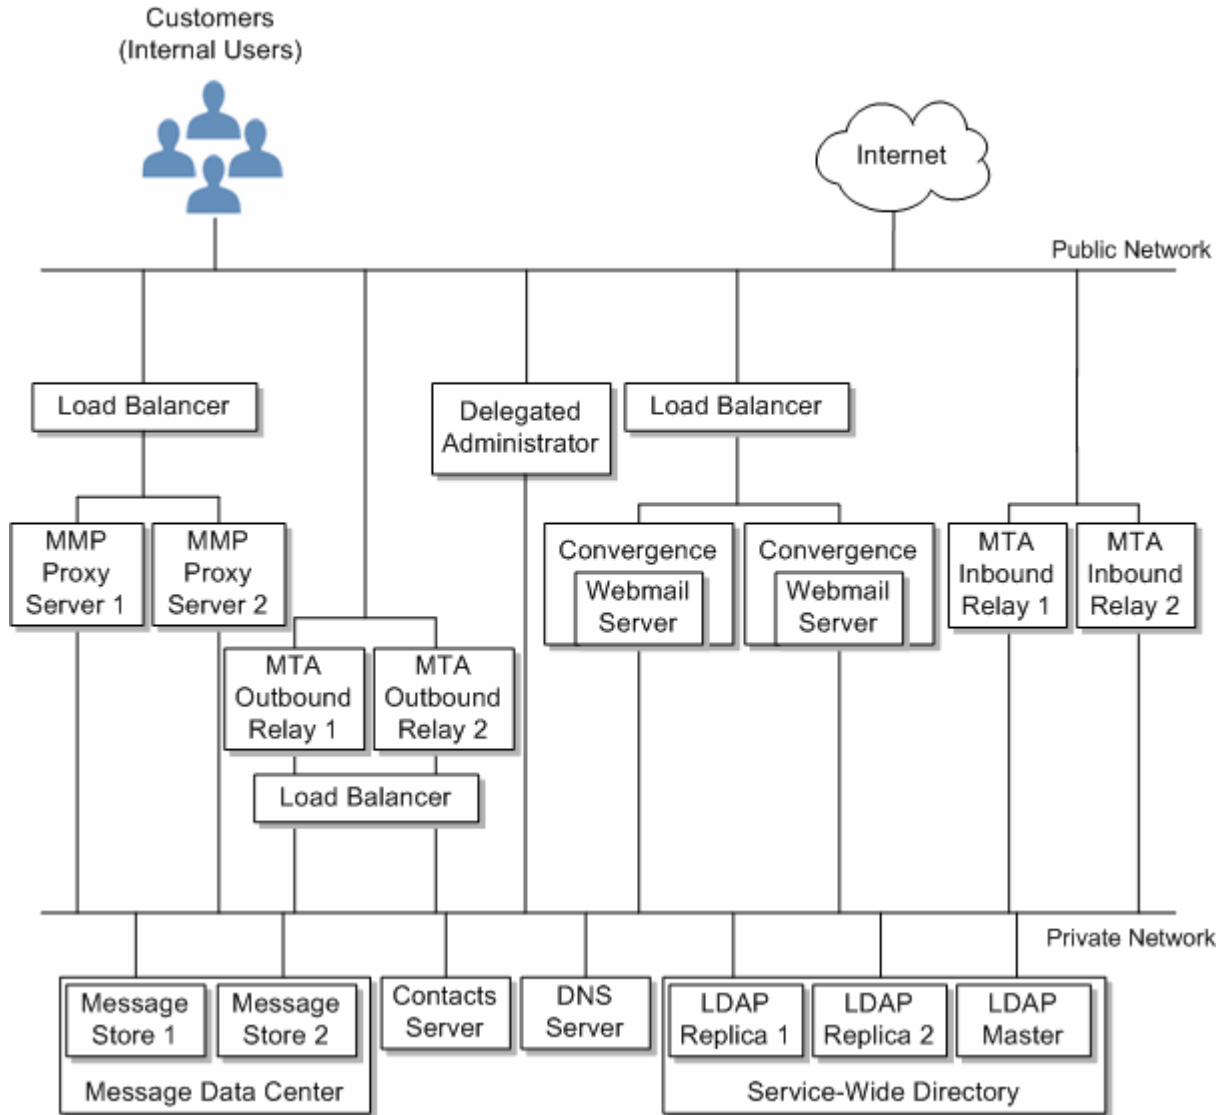 Customers
(Internal Users)
Internet
Public Network
Load Balancer
Delegated
Administrator
Load Balancer
MMP
Proxy
Server 1
MMP
Proxy
Server 2
Convergence
Webmail
Server
Convergence
Webmail
Server
MTA
Inbound
Relay 1
MTA
Inbound
Relay 2
MTA
Outbound
Relay 1
MTA
Outbound
Relay 2
Load Balancer
Private Network
Message
Store 1
Message
Store 2
Message Data Center
Contacts
Server
DNS
Server
LDAP
Replica 1
LDAP
Replica 2
LDAP
Master
Service-Wide Directory